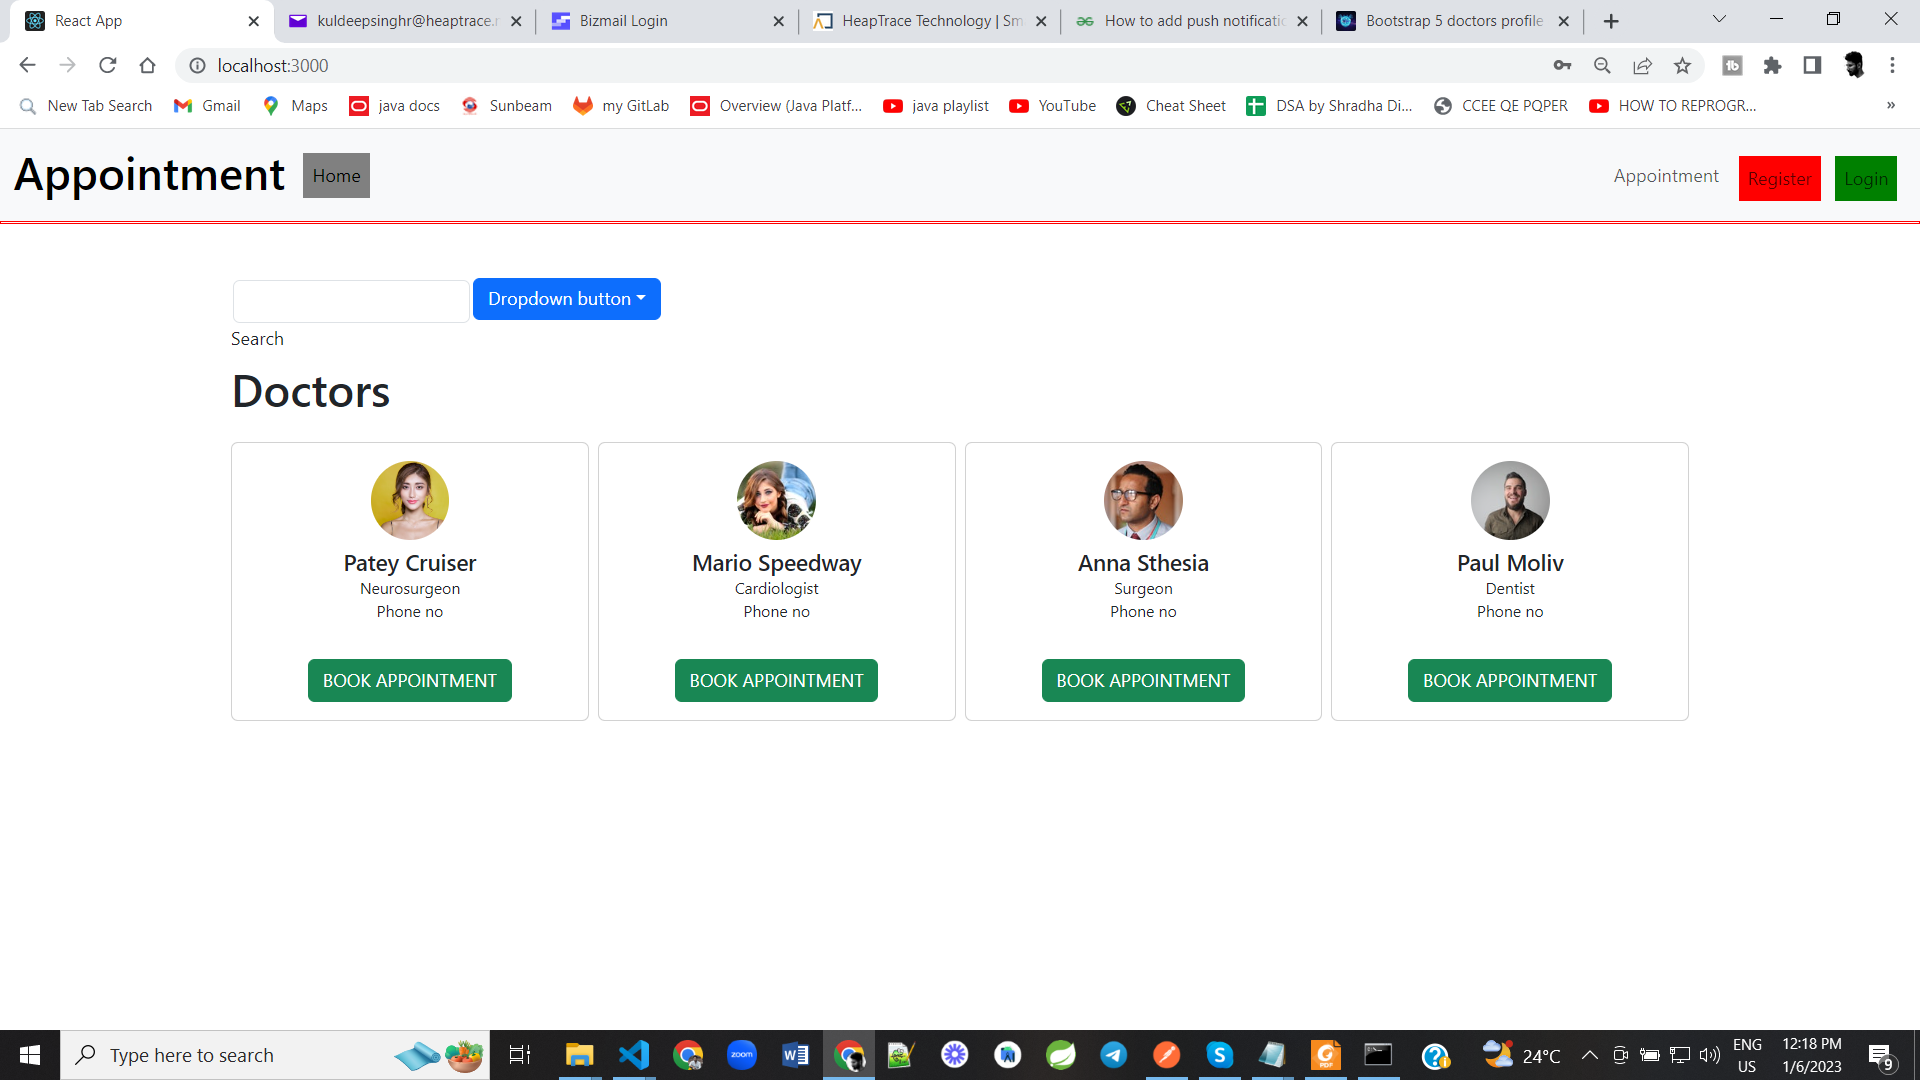 React App
kuldeepsinghr@heaptrace.r
Bizmail Login
HeapTrace Technology | Sm
How to add push notificatio
Bootstrap 5 doctors profile
localhost:3000
New Tab Search
Gmail
Maps
java docs
Sunbeam
my GitLab
Overview (Java Platf...
java playlist
YouTube
Cheat Sheet
DSA by Shradha Di...
CCEE QE PQPER
HOW TO REPROGR...
»
Appointment
Home
Appointment
Register
Login
Dropdown button
Search
Doctors
Patey Cruiser
Neurosurgeon
Phone no
BOOK APPOINTMENT
Mario Speedway
Cardiologist
Phone no
BOOK APPOINTMENT
Anna Sthesia
Surgeon
Phone no
BOOK APPOINTMENT
Paul Moliv
Dentist
Phone no
BOOK APPOINTMENT
Type here to search
zoom
24°C
ENG
US
12:18 PM
1/6/2023
9